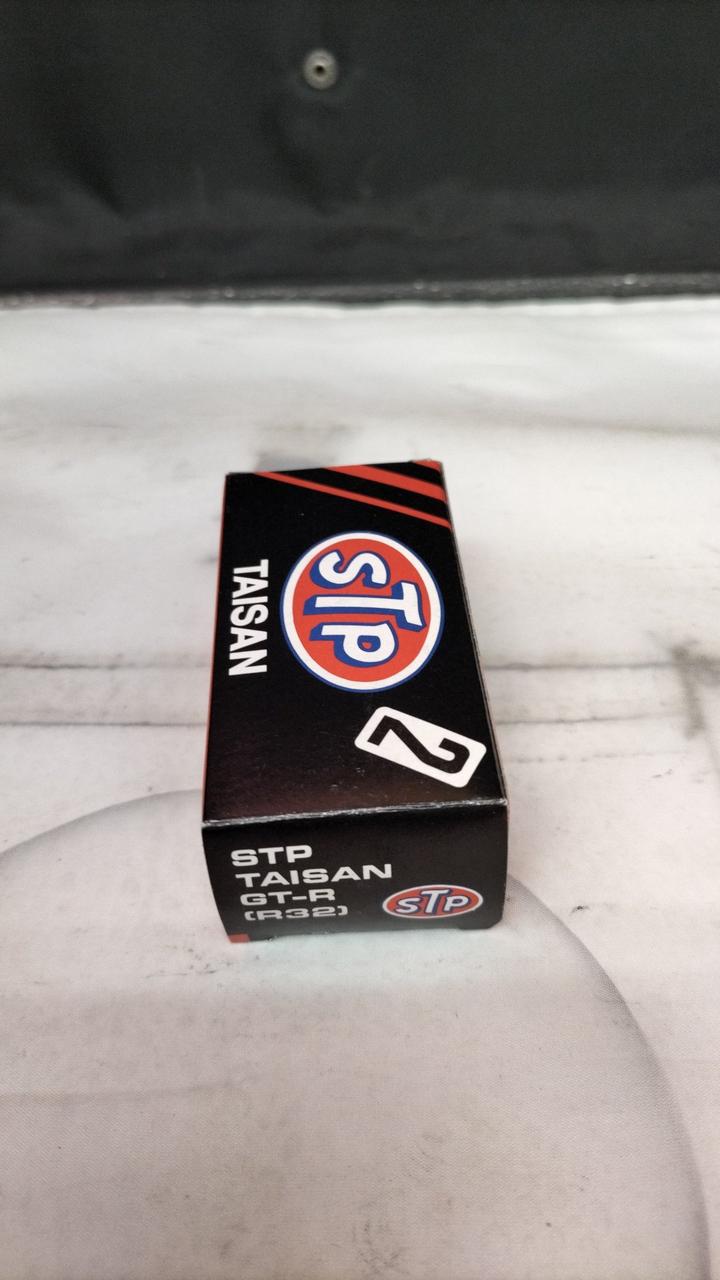 STP
TAISAN
2
STP
TAISAN
GT-R
(R32)
STP